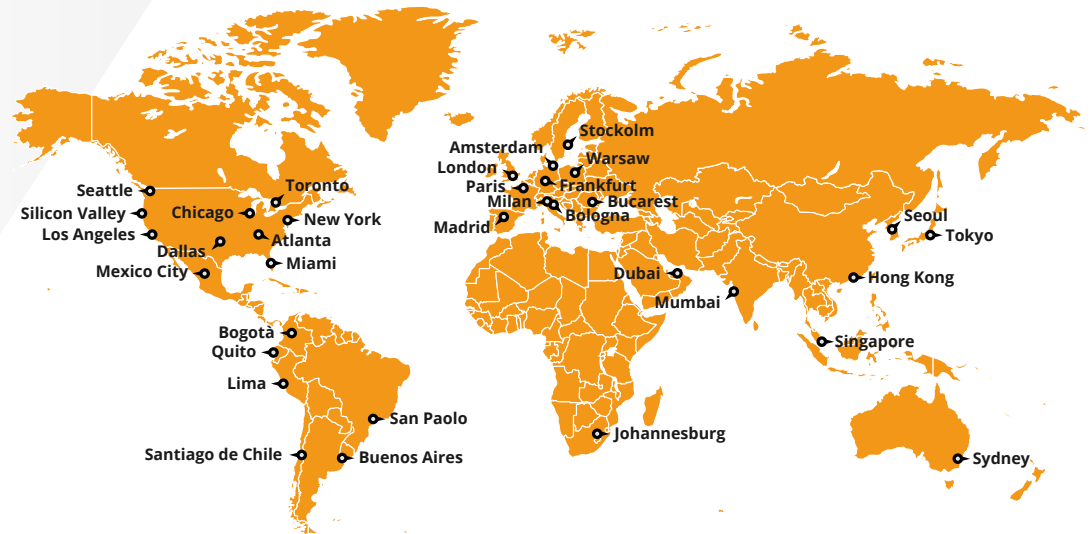 Stockolm
Amsterdam
Warsaw
London
Frankfurt
Paris
Milan
Bucarest
Bologna
Madrid
Seattle
Toronto
Silicon Valley
Chicago
New York
Los Angeles
Atlanta
Dallas
Miami
Mexico City
Seoul
Tokyo
Dubai
Hong Kong
Mumbai
Bogotà
Quito
Singapore
Lima
San Paolo
Johannesburg
Santiago de Chile
Buenos Aires
Sydney